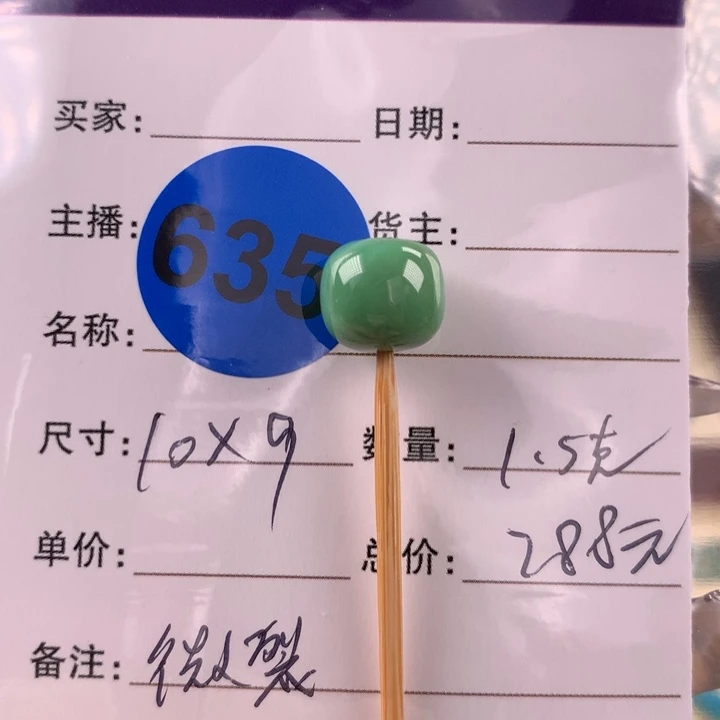 买家: 日期:
主播: 635 货主:
名称:
尺寸: 10X9 数量: 1.5克
单价: 总价: 288元
备注: 微裂